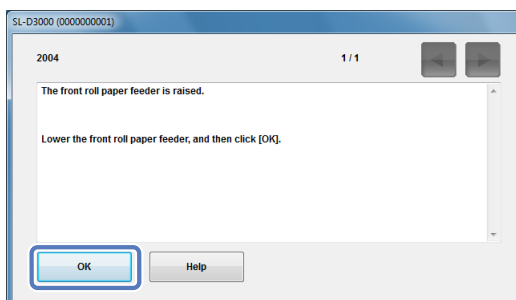 SL-D3000 (0000000001)
2004 1 / 1
The front roll paper feeder is raised.
Lower the front roll paper feeder, and then click [OK].
OK Help